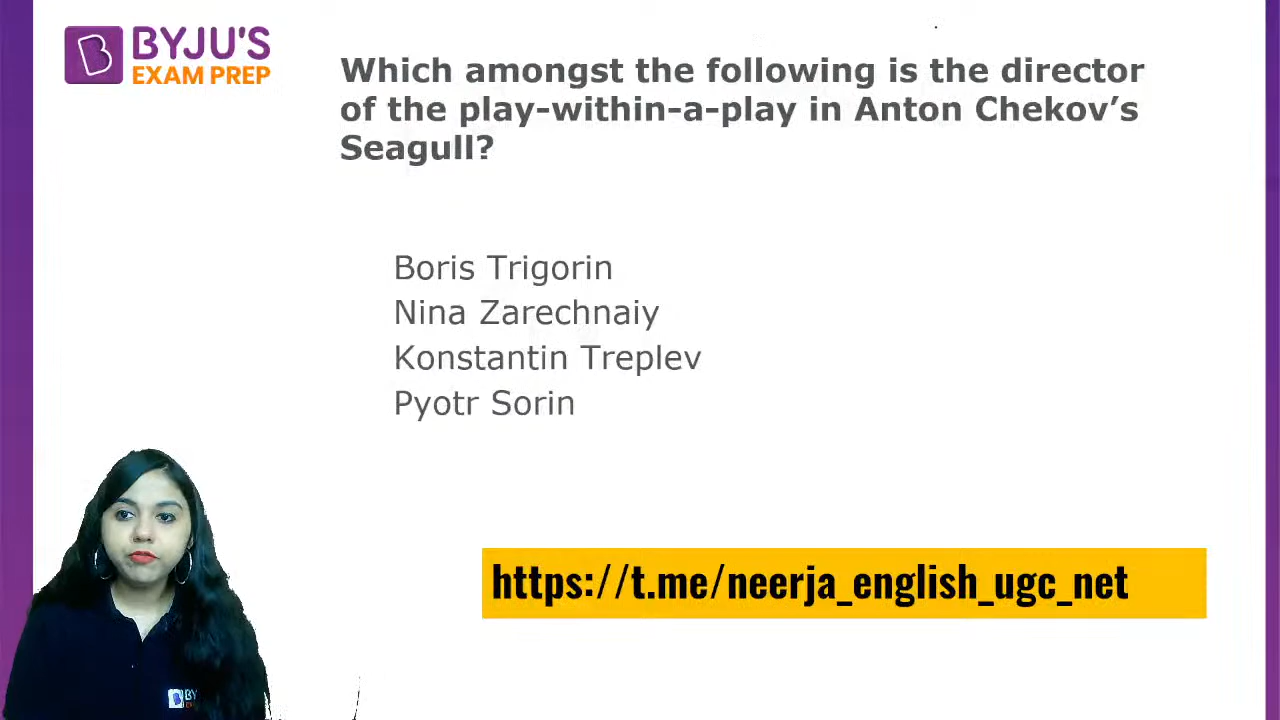 BYJU'S
EXAM PREP
Which amongst the following is the director
of the play-within-a-play in Anton Chekov’s
Seagull?
Boris Trigorin
Nina Zarechnaiy
Konstantin Treplev
Pyotr Sorin
https://t.me/neerja_english_ugc_net